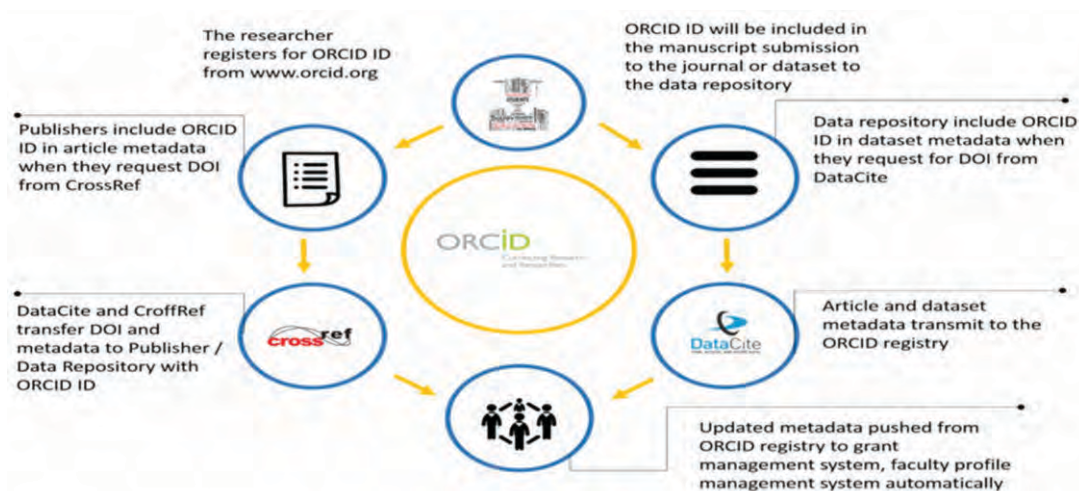 The researcher
registers for ORCID ID
from www.orcid.org
ORCID ID will be included in
the manuscript submission
to the journal or dataset to
the data repository
Publishers include ORCID
ID in article metadata
when they request DOI
from CrossRef
Data repository include ORCID
ID in dataset metadata when
they request for DOI from
DataCite
ORCID
Connecting Research
and Researchers
DataCite and CroffRef
transfer DOI and
metadata to Publisher /
Data Repository with
ORCID ID
crossref
DataCite
Article and dataset
metadata transmit to the
ORCID registry
Updated metadata pushed from
ORCID registry to grant
management system, faculty profile
management system automatically